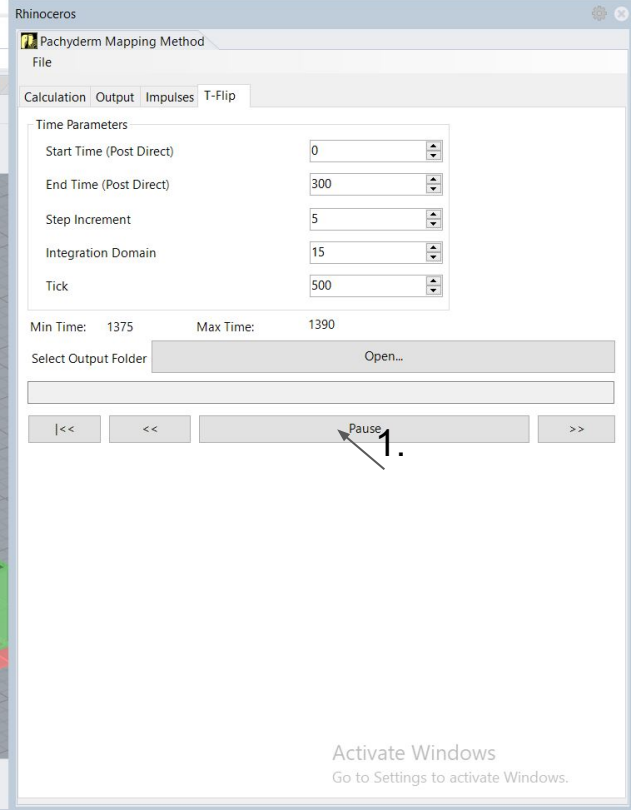 Rhinoceros
Pachyderm Mapping Method
File
Calculation Output Impulses T-Flip
Time Parameters
Start Time (Post Direct) 0
End Time (Post Direct) 300
Step Increment 5
Integration Domain 15
Tick 500
Min Time: 1375 Max Time: 1390
Select Output Folder Open...
|<< << Pause >>
1.
Activate Windows
Go to Settings to activate Windows.